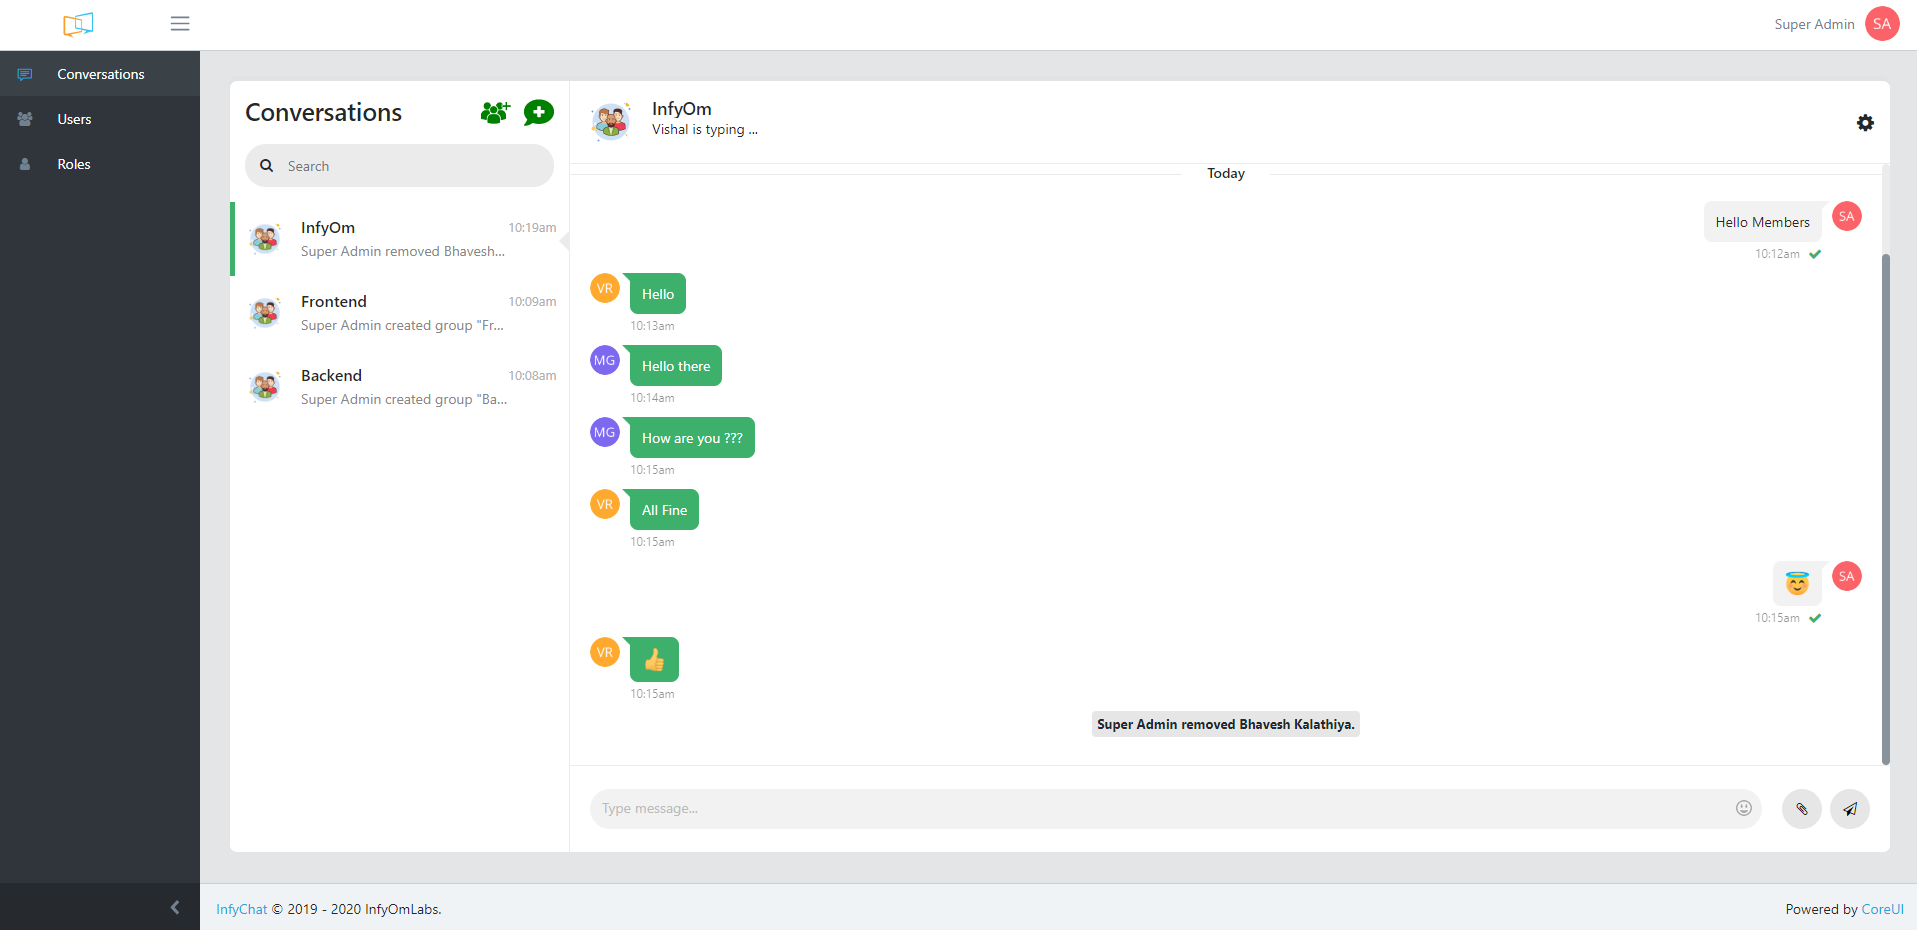 Super Admin SA
Conversations
Users
Roles
Conversations
Search
InfyOm 10:19am
Super Admin removed Bhavesh...
Frontend 10:09am
Super Admin created group "Fr...
Backend 10:08am
Super Admin created group "Ba...
InfyOm
Vishal is typing ...
Today
Hello Members SA
10:12am
VR Hello
10:13am
MG Hello there
10:14am
MG How are you ???
10:15am
VR All Fine
10:15am
SA
10:15am
VR
10:15am
Super Admin removed Bhavesh Kalathiya.
Type message...
InfyChat © 2019 - 2020 InfyOmLabs.
Powered by CoreUI